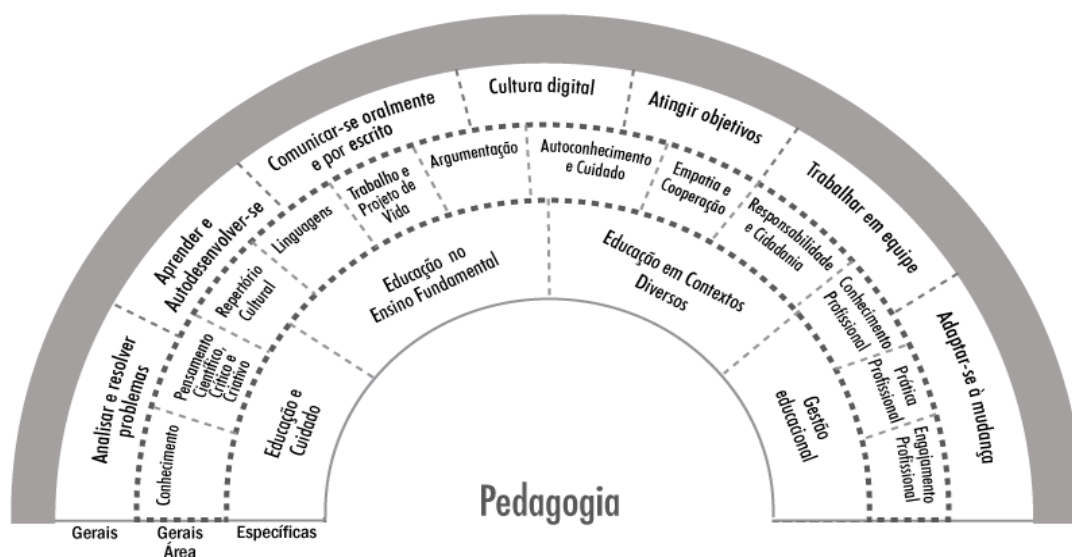 Analisar e resolver
problemas
Aprender e
Autodesenvolver-se
Comunicar-se oralmente
e por escrito
Cultura digital
Atingir objetivos
Trabalhar em equipe
Adaptar-se à mudança
Conhecimento
Pensamento
Científico,
Crítico e
Criativo
Repertório
Cultural
Linguagens
Trabalho e
Projeto de
Vida
Argumentação
Autoconhecimento
e Cuidado
Empatia e
Cooperação
Responsabilidade
e Cidadania
Conhecimento
Profissional
Prática
Profissional
Engajamento
Profissional
Educação e
Cuidado
Educação no
Ensino Fundamental
Educação em Contextos
Diversos
Gestão
educacional
Pedagogia
Gerais
Gerais
Área
Específicas